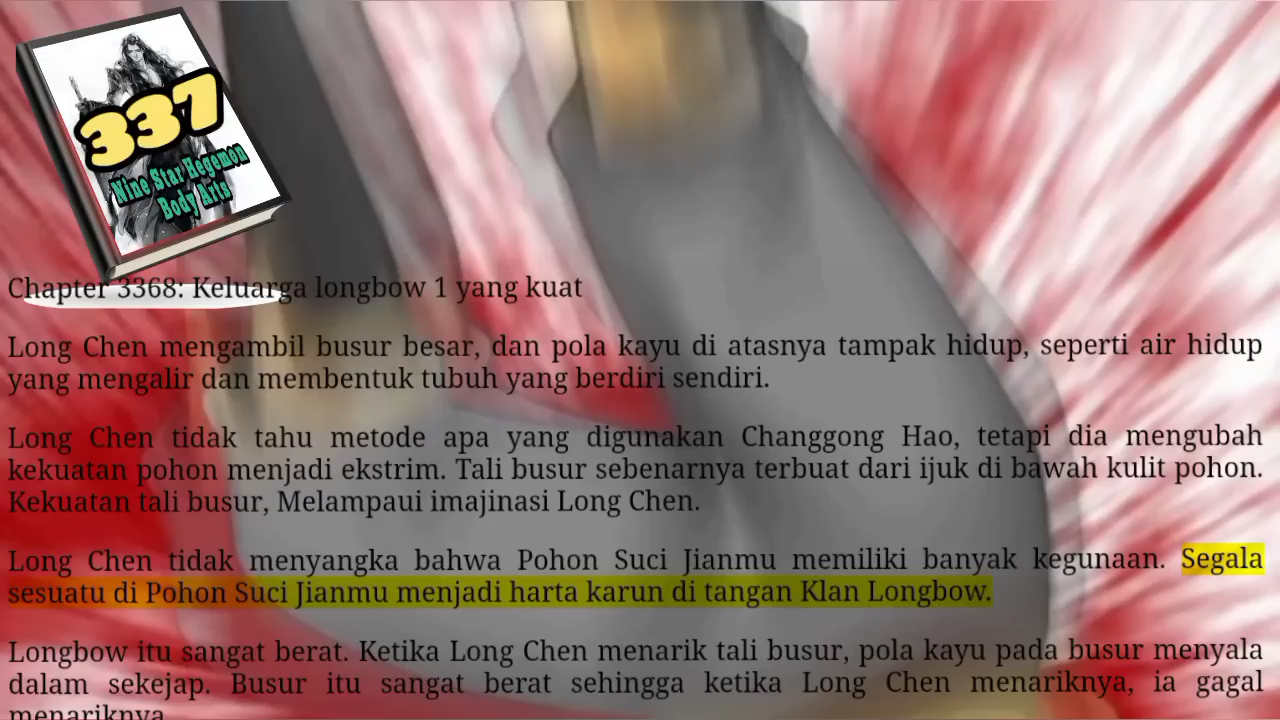 337
Nine Star Hegemon
Body Arts
Chapter 3368: Keluarga longbow 1 yang kuat
Long Chen mengambil busur besar, dan pola kayu di atasnya tampak hidup, seperti air hidup
yang mengalir dan membentuk tubuh yang berdiri sendiri.
Long Chen tidak tahu metode apa yang digunakan Changgong Hao, tetapi dia mengubah
kekuatan pohon menjadi ekstrim. Tali busur sebenarnya terbuat dari ijuk di bawah kulit pohon.
Kekuatan tali busur, Melampaui imajinasi Long Chen.
Long Chen tidak menyangka bahwa Pohon Suci Jianmu memiliki banyak kegunaan. Segala
sesuatu di Pohon Suci Jianmu menjadi harta karun di tangan Klan Longbow.
Longbow itu sangat berat. Ketika Long Chen menarik tali busur, pola kayu pada busur menyala
dalam sekejap. Busur itu sangat berat sehingga ketika Long Chen menariknya, ia gagal
menariknya